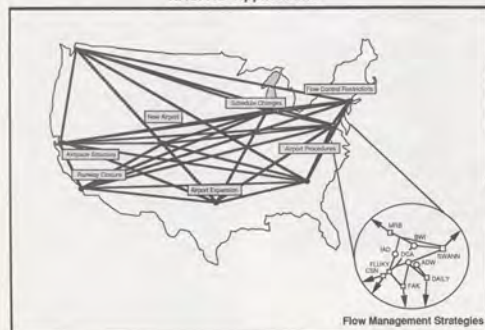 Flow Control Restrictions
Schedule Changes
New Airport
Airspace Structure
Airport Procedures
Runway Closure
Airport Expansion
MRB
BWI
IAD
DCA
SWANN
FLUKY
ADW
CSN
DAILY
PAK
Flow Management Strategies